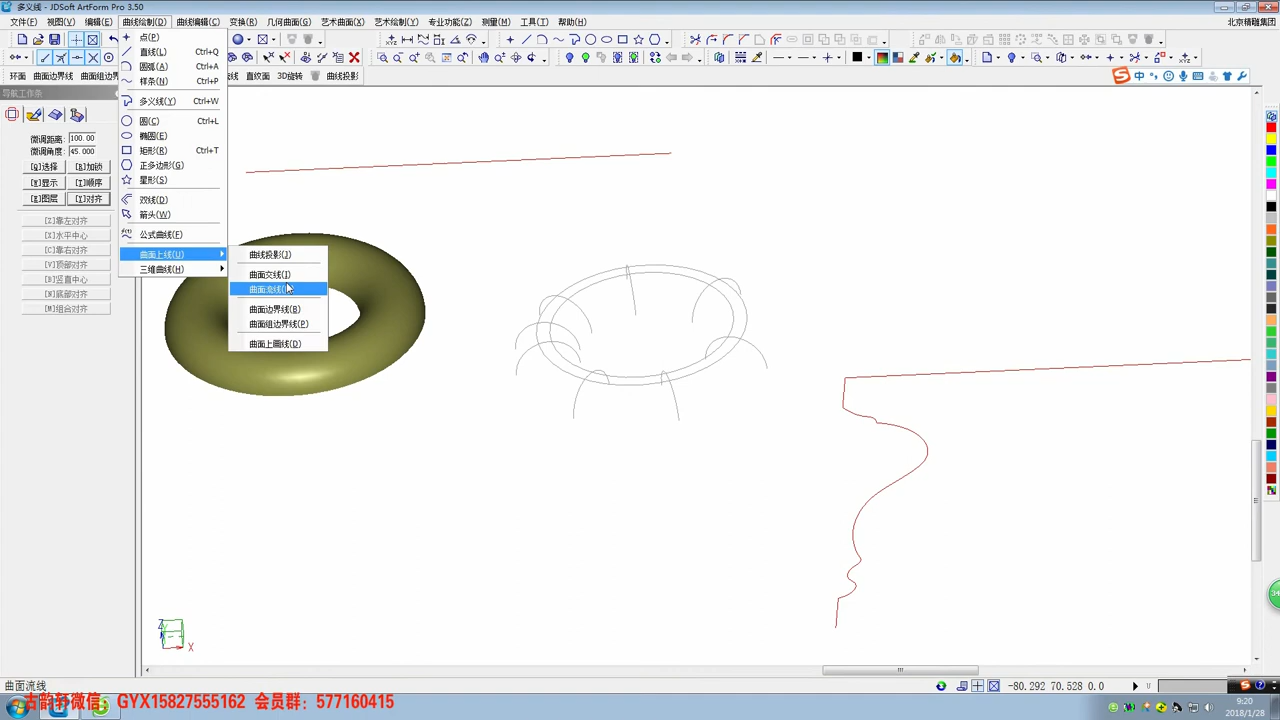 多义线 - JDSoft ArtForm Pro 3.50
文件(F) 视图(V) 编辑(E) 曲线绘制(D) 曲线编辑(C) 变换(R) 几何曲面(G) 艺术曲面(X) 艺术绘制(Y) 专业功能(Z) 测量(M) 工具(T) 帮助(H) 北京精雕集团
环面 曲面边界线 曲面组边界 线 直纹面 3D旋转 曲线投影
中
导航工作条
微调距离: 100.00
微调角度: 45.000
[Q]选择 [R]加锁
[W]显示 [T]顺序
[E]图层 [Y]对齐
[Z]靠左对齐
[X]水平中心
[C]靠右对齐
[V]顶部对齐
[B]竖直中心
[N]底部对齐
[M]组合对齐
点(P)
直线(L) Ctrl+Q
圆弧(A) Ctrl+A
样条(N) Ctrl+P
多义线(Y) Ctrl+W
圆(C) Ctrl+L
椭圆(E)
矩形(R) Ctrl+T
正多边形(G)
星形(S)
双线(D)
箭头(W)
公式曲线(F)
曲面上线(U)
三维曲线(H)
曲线投影(J)
曲面交线(I)
曲面流线
曲面边界线(B)
曲面组边界线(P)
曲面上画线(D)
Z
X
34
曲面流线
-80.292 70.528 0.0
古韵轩微信：GYX15827555162 会员群：577160415
9:20
2018/1/28